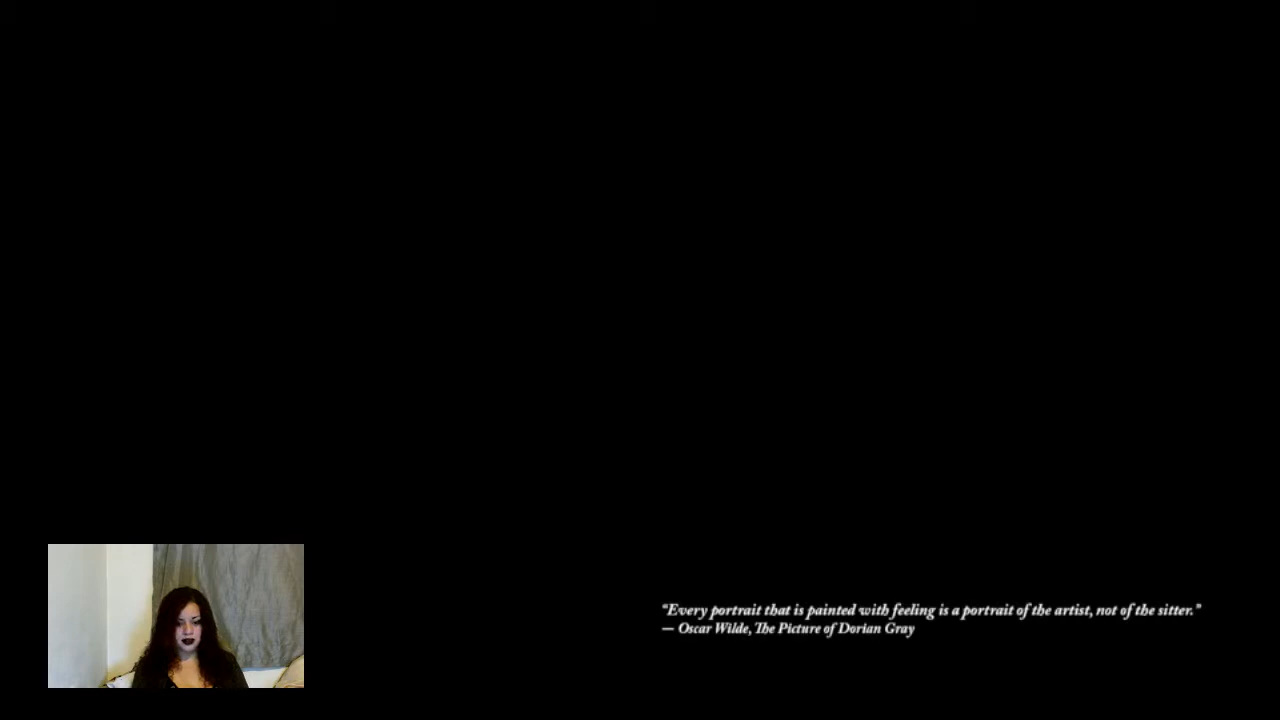 “Every portrait that is painted with feeling is a portrait of the artist, not of the sitter.”
— Oscar Wilde, The Picture of Dorian Gray